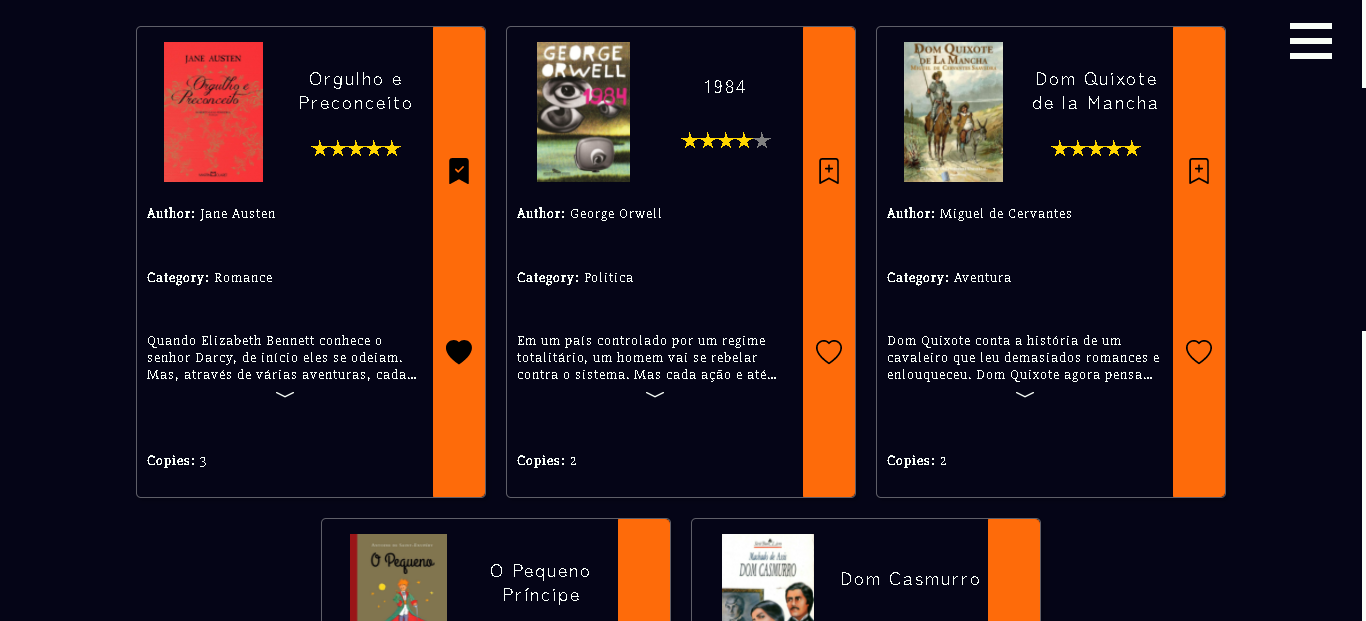 JANE AUSTEN
Orgulho e
Preconceito
Orgulho e
Preconceito
Author: Jane Austen
Category: Romance
Quando Elizabeth Bennett conhece o
senhor Darcy, de início eles se odeiam.
Mas, através de várias aventuras, cada...
Copies: 3
GEORGE
ORWELL
1984
1984
Author: George Orwell
Category: Política
Em um país controlado por um regime
totalitário, um homem vai se rebelar
contra o sistema. Mas cada ação e até...
Copies: 2
DOM QUIXOTE
DE LA MANCHA
MIGUEL DE CERVANTES SAAVEDRA
Dom Quixote
de la Mancha
Author: Miguel de Cervantes
Category: Aventura
Dom Quixote conta a história de um
cavaleiro que leu demasiados romances e
enlouqueceu. Dom Quixote agora pensa...
Copies: 2
O Pequeno
O Pequeno
Príncipe
Machado de Assis
DOM CASMURRO
Dom Casmurro